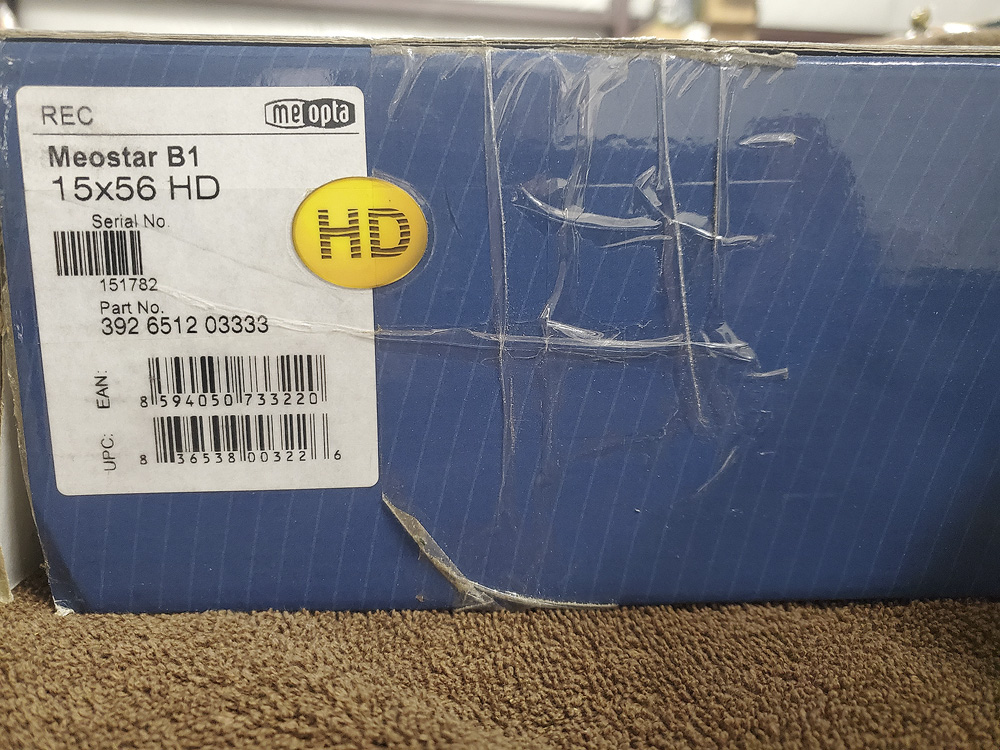 REC
meopta
Meostar B1
15x56 HD
HD
Serial No.
151782
Part No.
392 6512 03333
EAN:
8 594050 733220
UPC:
8 36538 00322 6